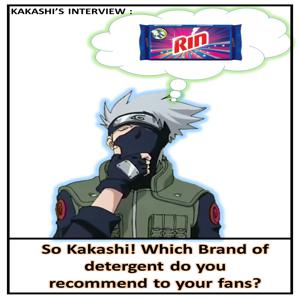 KAKASHI'S INTERVIEW :
Rin
So Kakashi! Which Brand of
detergent do you
recommend to your fans?